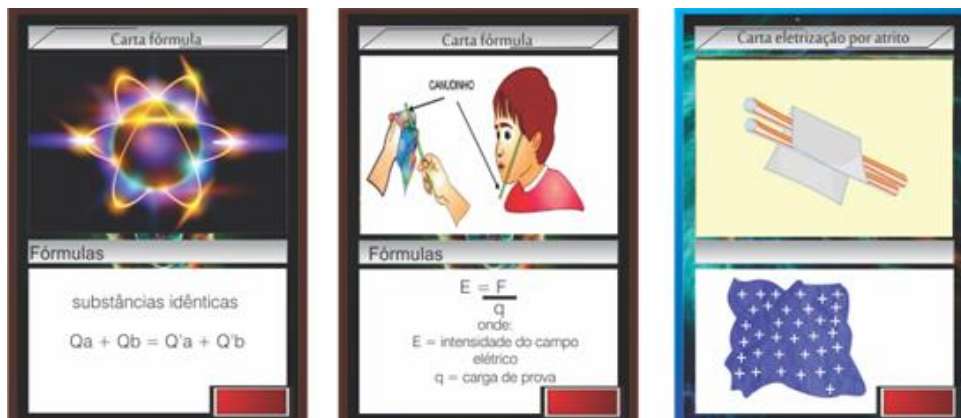 Carta fórmula
Fórmulas
substâncias idênticas
Qa + Qb = Q'a + Q'b
Carta fórmula
CANUDINHO
Fórmulas
E = F
q
onde:
E = intensidade do campo
elétrico
q = carga de prova
Carta eletrização por atrito